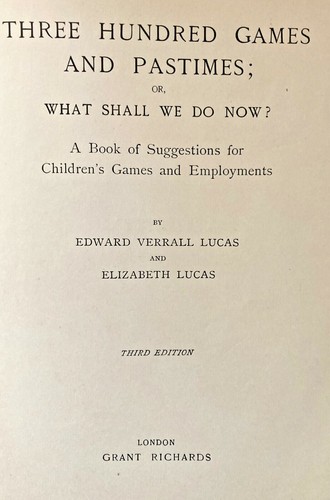 THREE HUNDRED GAMES
AND PASTIMES;
OR,
WHAT SHALL WE DO NOW?
A Book of Suggestions for
Children's Games and Employments
BY
EDWARD VERRALL LUCAS
AND
ELIZABETH LUCAS
THIRD EDITION
LONDON
GRANT RICHARDS